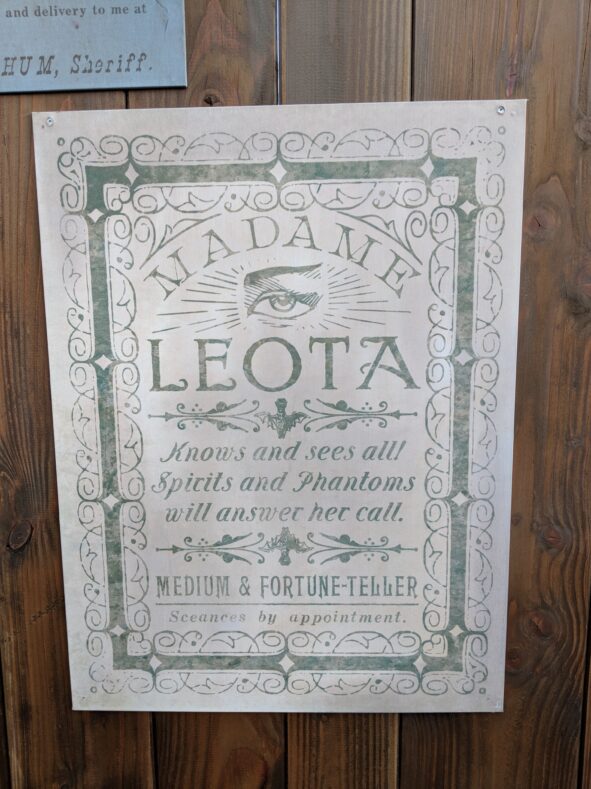 and delivery to me at
HUM, Sheriff.
MADAME
LEOTA
Knows and sees all!
Spirits and Phantoms
will answer her call.
MEDIUM & FORTUNE-TELLER
Sceances by appointment.